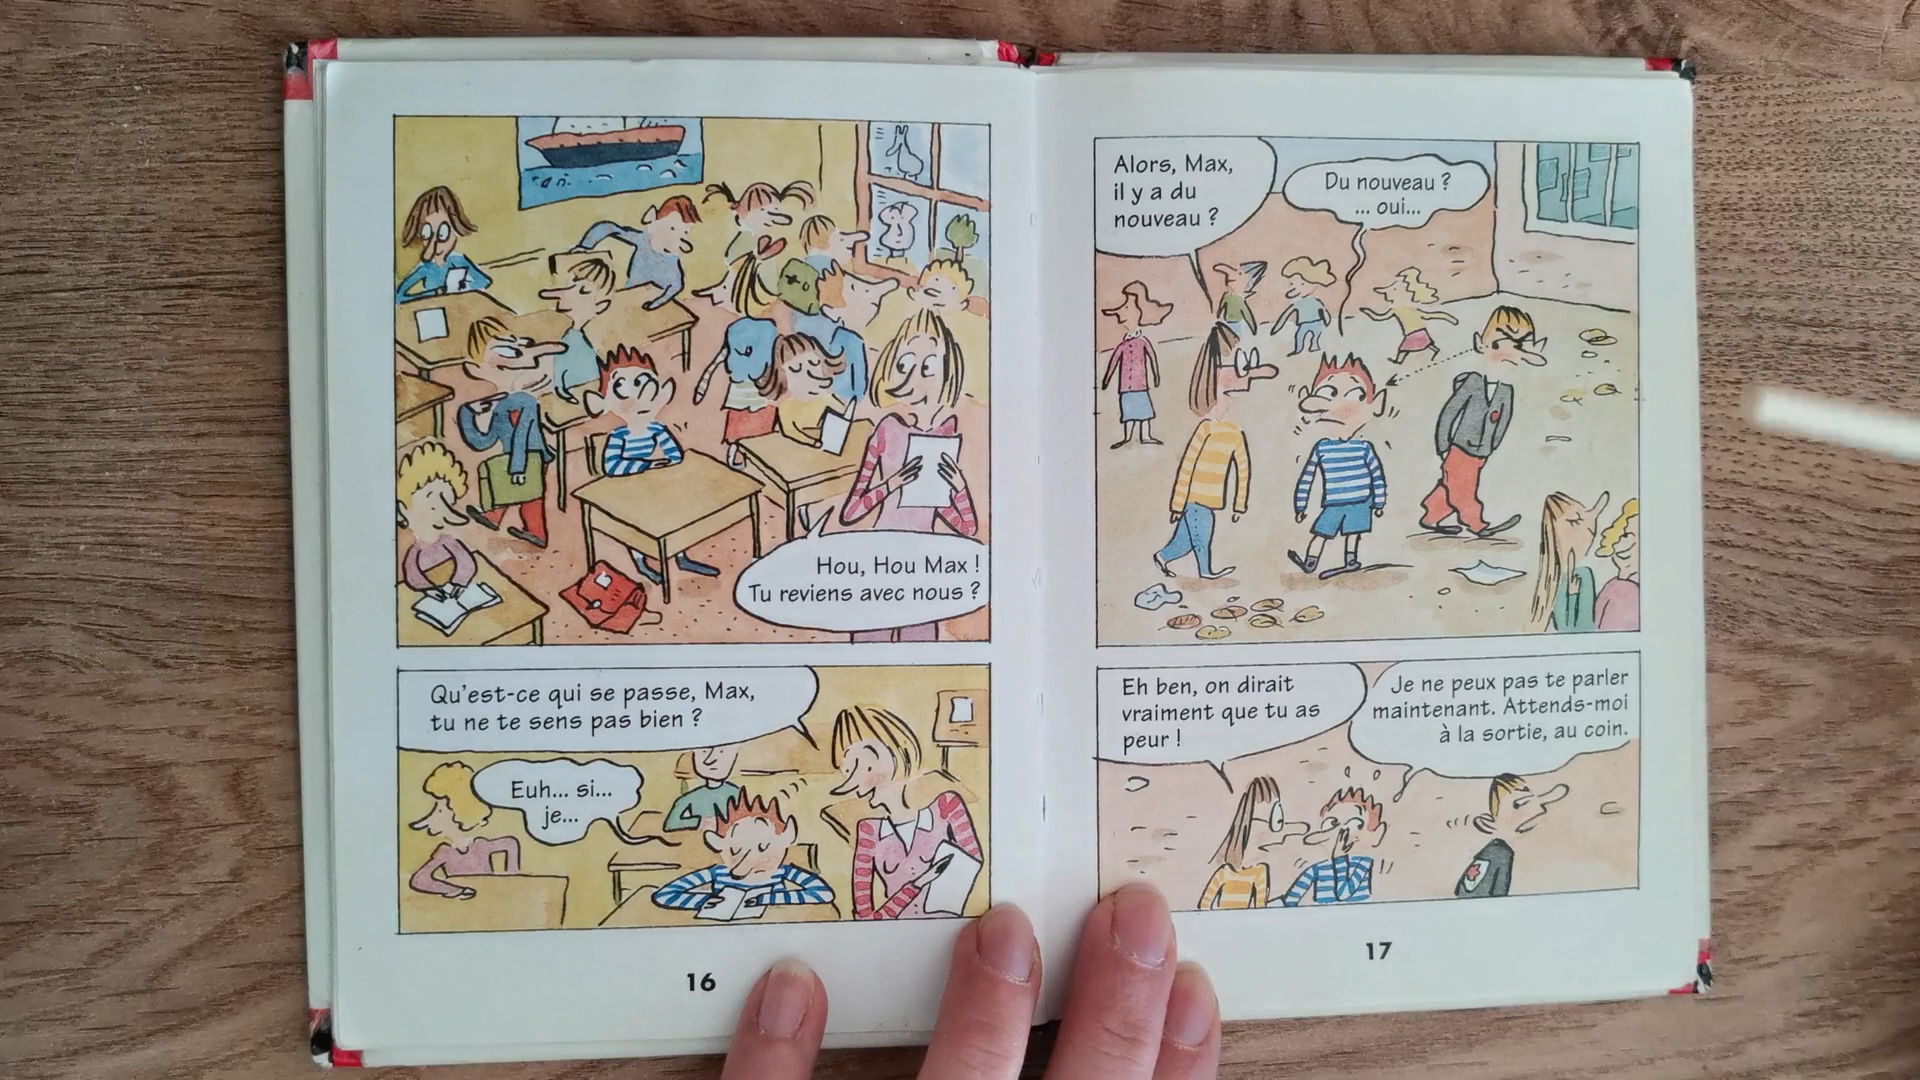 Hou, Hou Max !
Tu reviens avec nous ?
Qu'est-ce qui se passe, Max,
tu ne te sens pas bien ?
Euh... si...
je...
16
Alors, Max,
il y a du
nouveau ?
Du nouveau ?
... oui...
Eh ben, on dirait
vraiment que tu as
peur !
Je ne peux pas te parler
maintenant. Attends-moi
à la sortie, au coin.
17